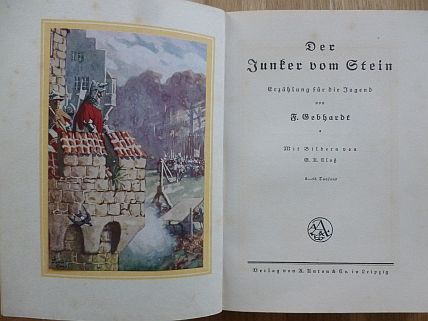 Der
Junker vom Stein
Erzählung für die Jugend
von
F. Gebhardt
Mit Bildern von
Tausend
Verlag von A. Anton & Co. in Leipzig